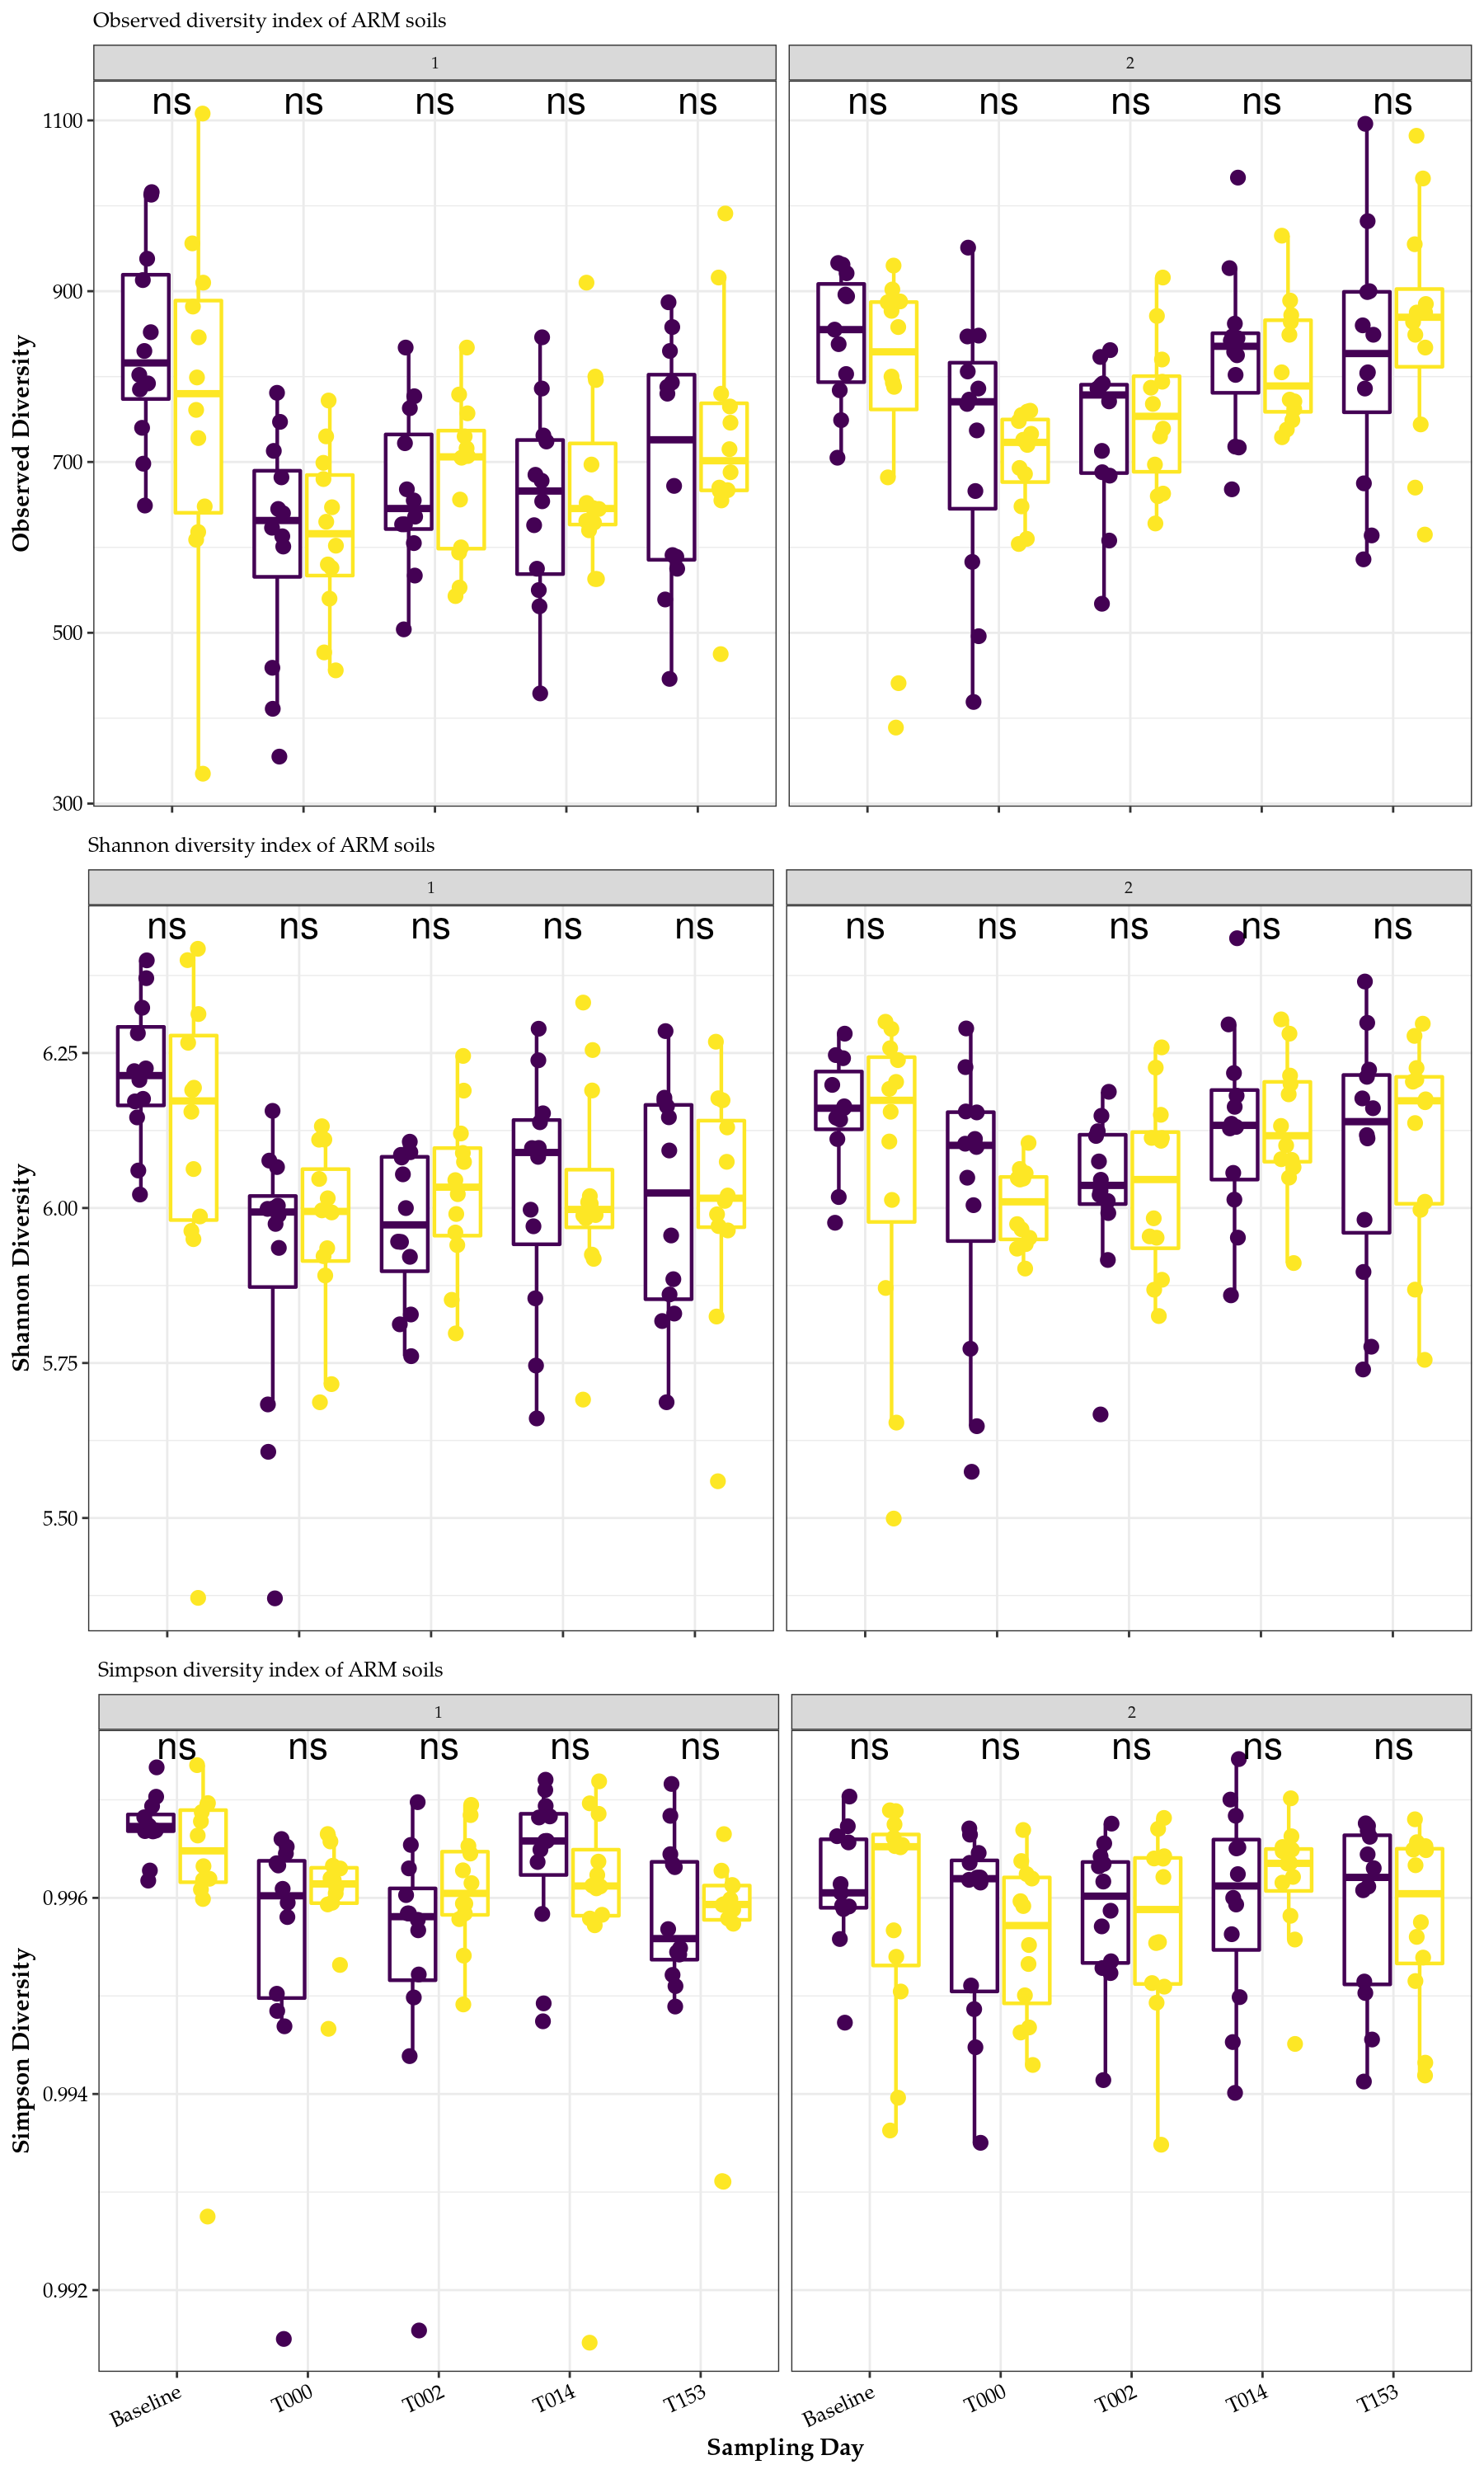 Observed diversity index of ARM soils
1 2
ns ns ns ns ns ns ns ns ns ns
1100
900
700
500
300
Observed Diversity
Shannon diversity index of ARM soils
1 2
ns ns ns ns ns ns ns ns ns ns
6.25
6.00
5.75
5.50
Shannon Diversity
Simpson diversity index of ARM soils
1 2
ns ns ns ns ns ns ns ns ns ns
0.996
0.994
0.992
Simpson Diversity
Baseline T000 T002 T014 T153 Baseline T000 T002 T014 T153
Sampling Day